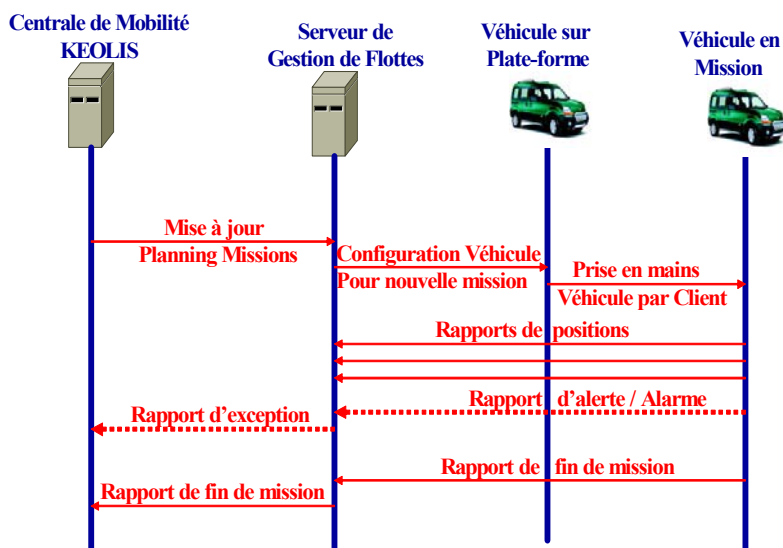 Centrale de Mobilité
KEOLIS
Serveur de
Gestion de Flottes
Véhicule sur
Plate-forme
Véhicule en
Mission
Mise à jour
Planning Missions
Configuration Véhicule
Pour nouvelle mission
Prise en mains
Véhicule par Client
Rapports de positions
Rapport d'alerte / Alarme
Rapport d'exception
Rapport de fin de mission
Rapport de fin de mission